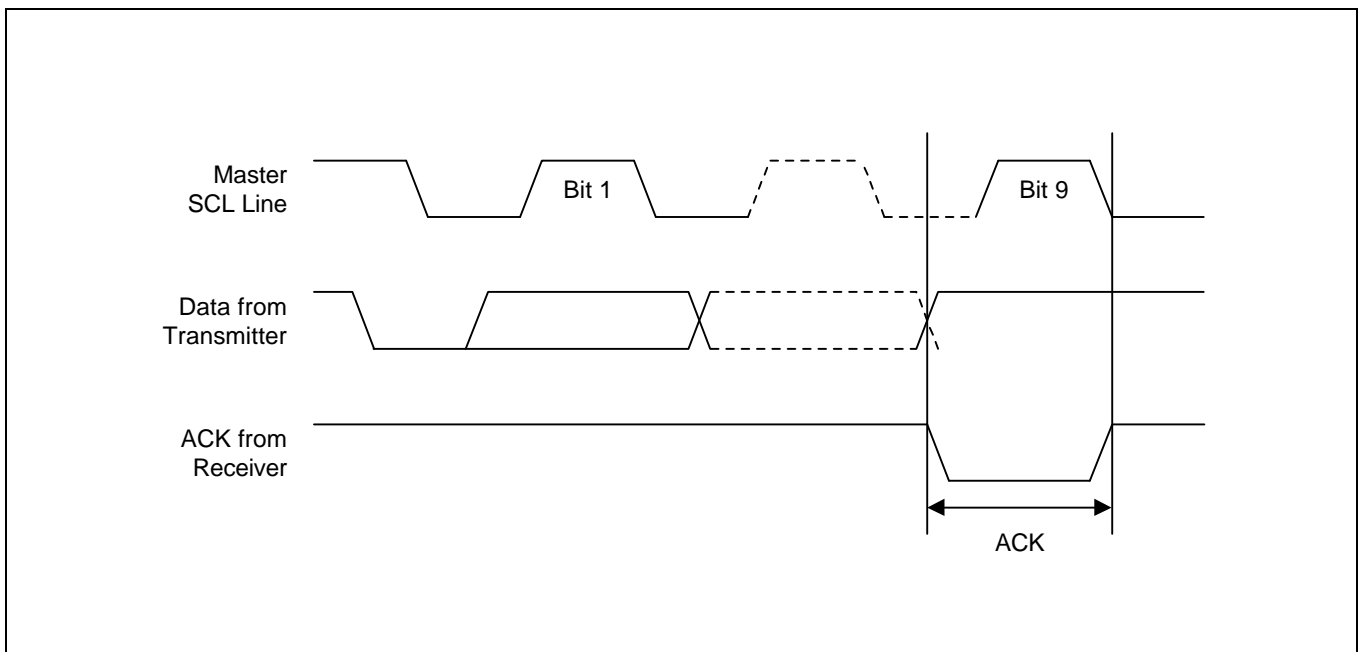 Master
SCL Line
Bit 1
Bit 9
Data from
Transmitter
ACK from
Receiver
ACK